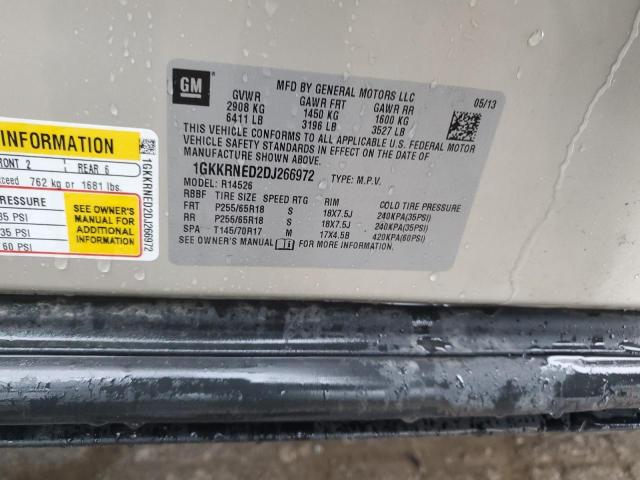 GM
MFD BY GENERAL MOTORS LLC
05/13
GVWR GAWR FRT GAWR RR
2908 KG 1450 KG 1600 KG
6411 LB 3196 LB 3527 LB
THIS VEHICLE CONFORMS TO ALL APPLICABLE U.S. FEDERAL MOTOR
VEHICLE SAFETY STANDARDS IN EFFECT ON THE DATE OF
MANUFACTURE SHOWN ABOVE.
1GKKRNED2DJ266972 TYPE: M.P.V.
MODEL: R14526
RBBF TIRE SIZE SPEED RTG RIM COLD TIRE PRESSURE
FRT P255/65R18 S 18X7.5J 240KPA(35PSI)
RR P255/65R18 S 18X7.5J 240KPA(35PSI)
SPA T145/70R17 M 17X4.5B 420KPA(60PSI)
SEE OWNER'S MANUAL FOR MORE INFORMATION.
INFORMATION
FRONT 2 REAR 6
exceed 762 kg or 1681 lbs.
PRESSURE
35 PSI
35 PSI
60 PSI
SEE OWNER'S
MANUAL FOR
ADDITIONAL
INFORMATION
1GKKRNED2DJ266972